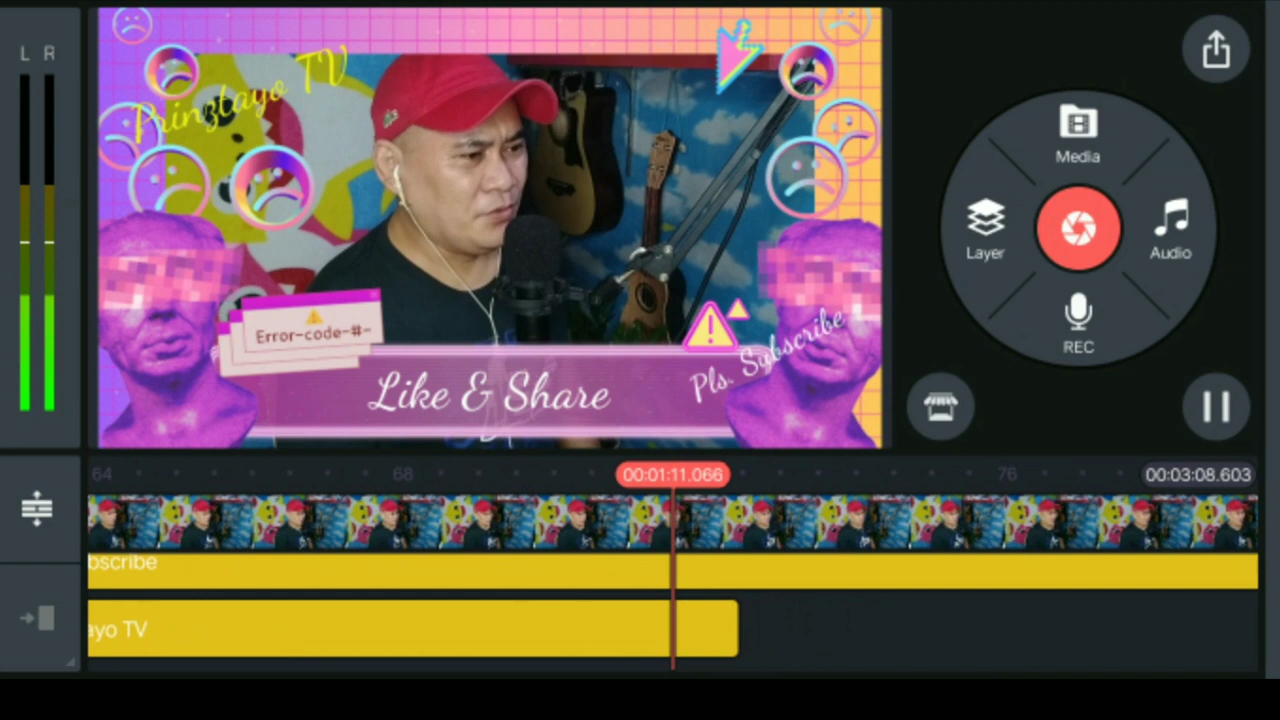 L R
Prinztayo TV
Error-code-#-
Like & Share
Pls. Sybscribe
Media
Layer
Audio
REC
64
68
00:01:11.066
76
00:03:08.603
bscribe
ayo TV